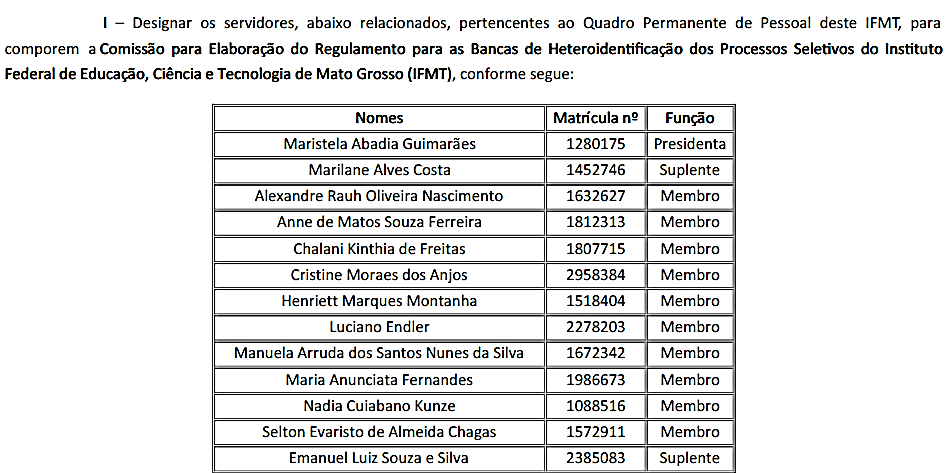 I – Designar os servidores, abaixo relacionados, pertencentes ao Quadro Permanente de Pessoal deste IFMT, para
comporem a Comissão para Elaboração do Regulamento para as Bancas de Heteroidentificação dos Processos Seletivos do Instituto
Federal de Educação, Ciência e Tecnologia de Mato Grosso (IFMT), conforme segue:
Nomes Matrícula nº Função
Maristela Abadia Guimarães 1280175 Presidenta
Marilane Alves Costa 1452746 Suplente
Alexandre Rauh Oliveira Nascimento 1632627 Membro
Anne de Matos Souza Ferreira 1812313 Membro
Chalani Kinthia de Freitas 1807715 Membro
Cristine Moraes dos Anjos 2958384 Membro
Henriett Marques Montanha 1518404 Membro
Luciano Endler 2278203 Membro
Manuela Arruda dos Santos Nunes da Silva 1672342 Membro
Maria Anunciata Fernandes 1986673 Membro
Nadia Cuiabano Kunze 1088516 Membro
Selton Evaristo de Almeida Chagas 1572911 Membro
Emanuel Luiz Souza e Silva 2385083 Suplente